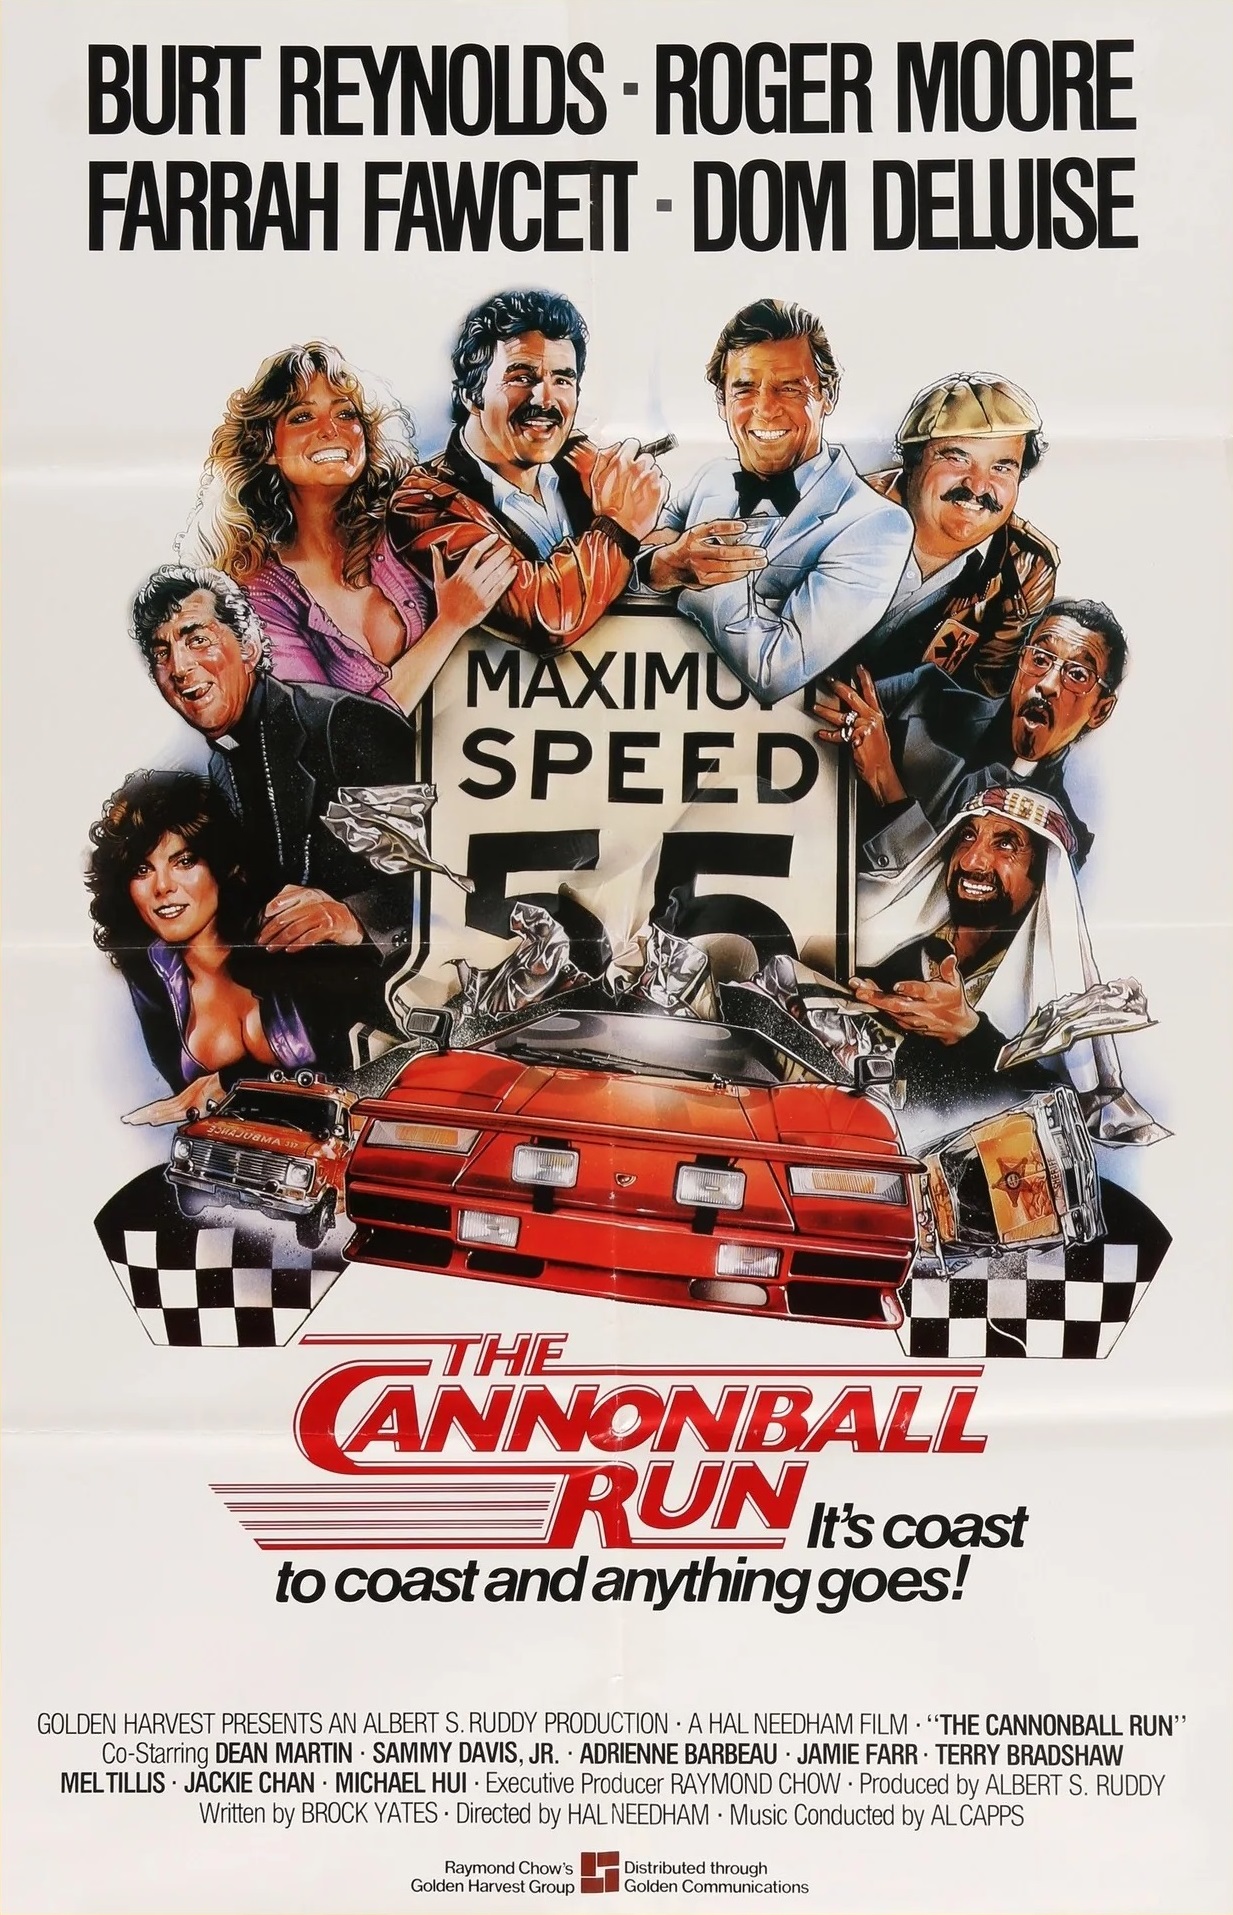 BURT REYNOLDS · ROGER MOORE
FARRAH FAWCETT · DOM DELUISE
MAXIMUM
SPEED
55
AMBULANCE
THE
CANNONBALL
RUN
It's coast
to coast and anything goes!
GOLDEN HARVEST PRESENTS AN ALBERT S. RUDDY PRODUCTION · A HAL NEEDHAM FILM · “THE CANNONBALL RUN”
Co-Starring DEAN MARTIN · SAMMY DAVIS, JR. · ADRIENNE BARBEAU · JAMIE FARR · TERRY BRADSHAW
MEL TILLIS · JACKIE CHAN · MICHAEL HUI · Executive Producer RAYMOND CHOW · Produced by ALBERT S. RUDDY
Written by BROCK YATES · Directed by HAL NEEDHAM · Music Conducted by AL CAPPS
Raymond Chow's
Golden Harvest Group
Distributed through
Golden Communications